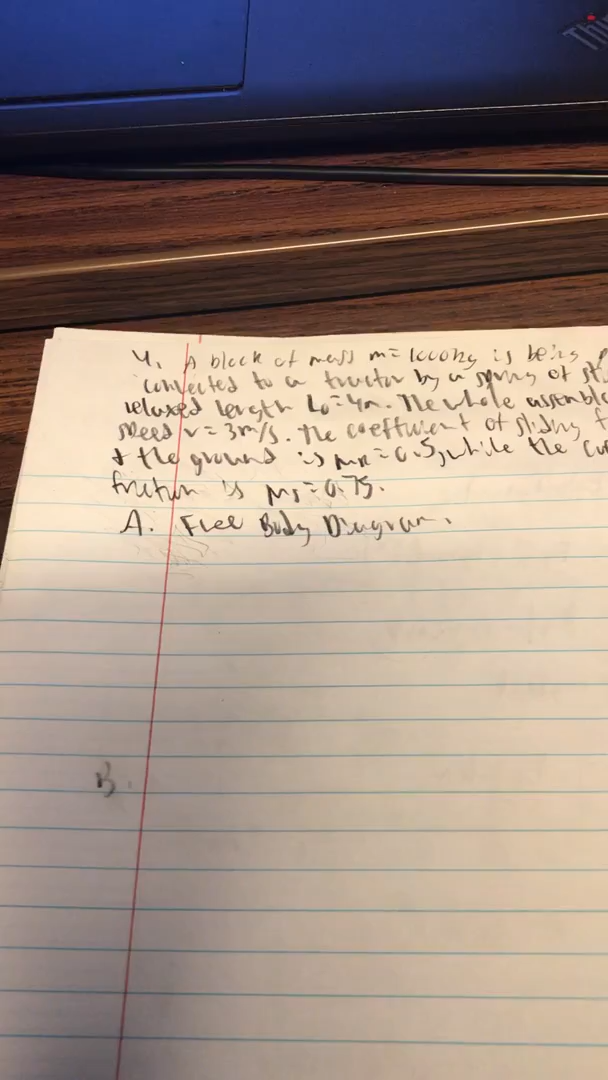 Thi
4. A block of mass m= 1000kg is being
connected to a tractor by a spring of
relaxed length L₀=4m. The whole assemble
speed v= 3m/s. The coefficient of sliding f
+ the ground is μk= 0.5, while the
friction is μs=0.75.
A. Free Body Diagram.
B.